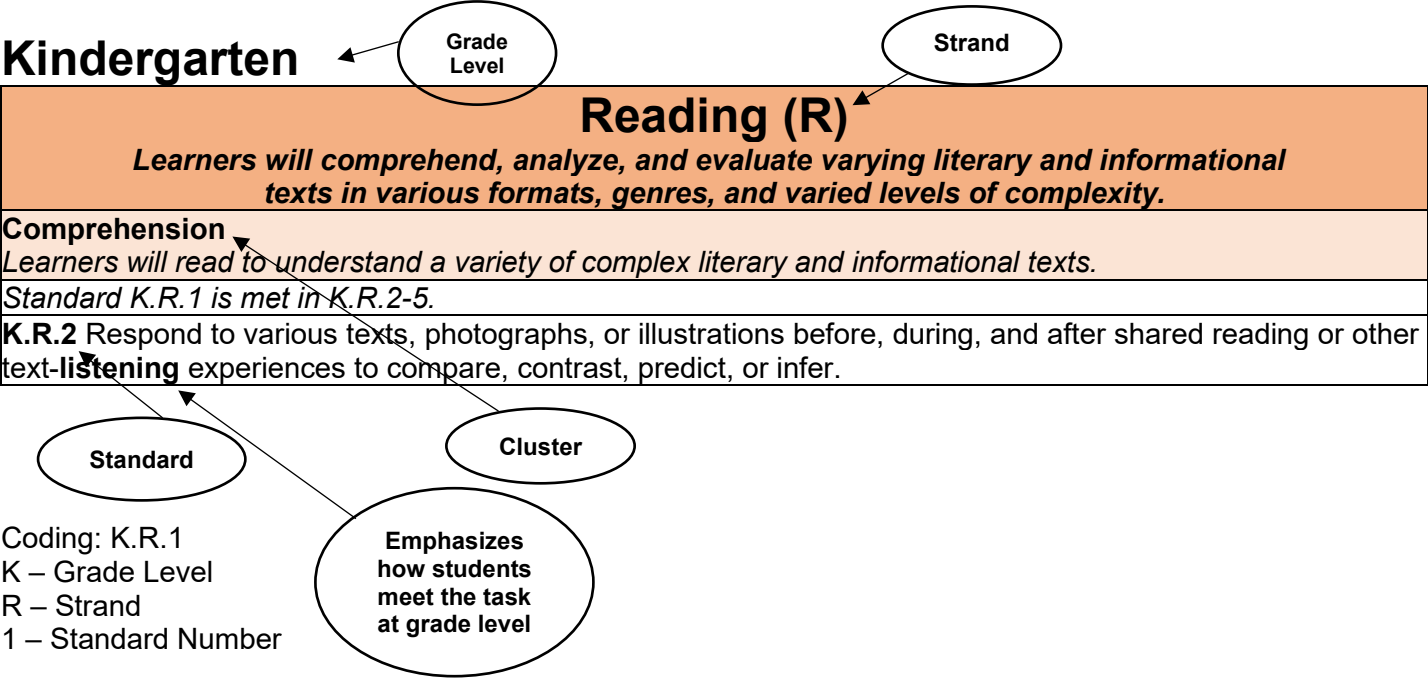 Grade
Level
Strand
Kindergarten
Reading (R)
Learners will comprehend, analyze, and evaluate varying literary and informational
texts in various formats, genres, and varied levels of complexity.
Comprehension
Learners will read to understand a variety of complex literary and informational texts.
Standard K.R.1 is met in K.R.2-5.
K.R.2 Respond to various texts, photographs, or illustrations before, during, and after shared reading or other
text-listening experiences to compare, contrast, predict, or infer.
Standard
Cluster
Coding: K.R.1
K – Grade Level
R – Strand
1 – Standard Number
Emphasizes
how students
meet the task
at grade level